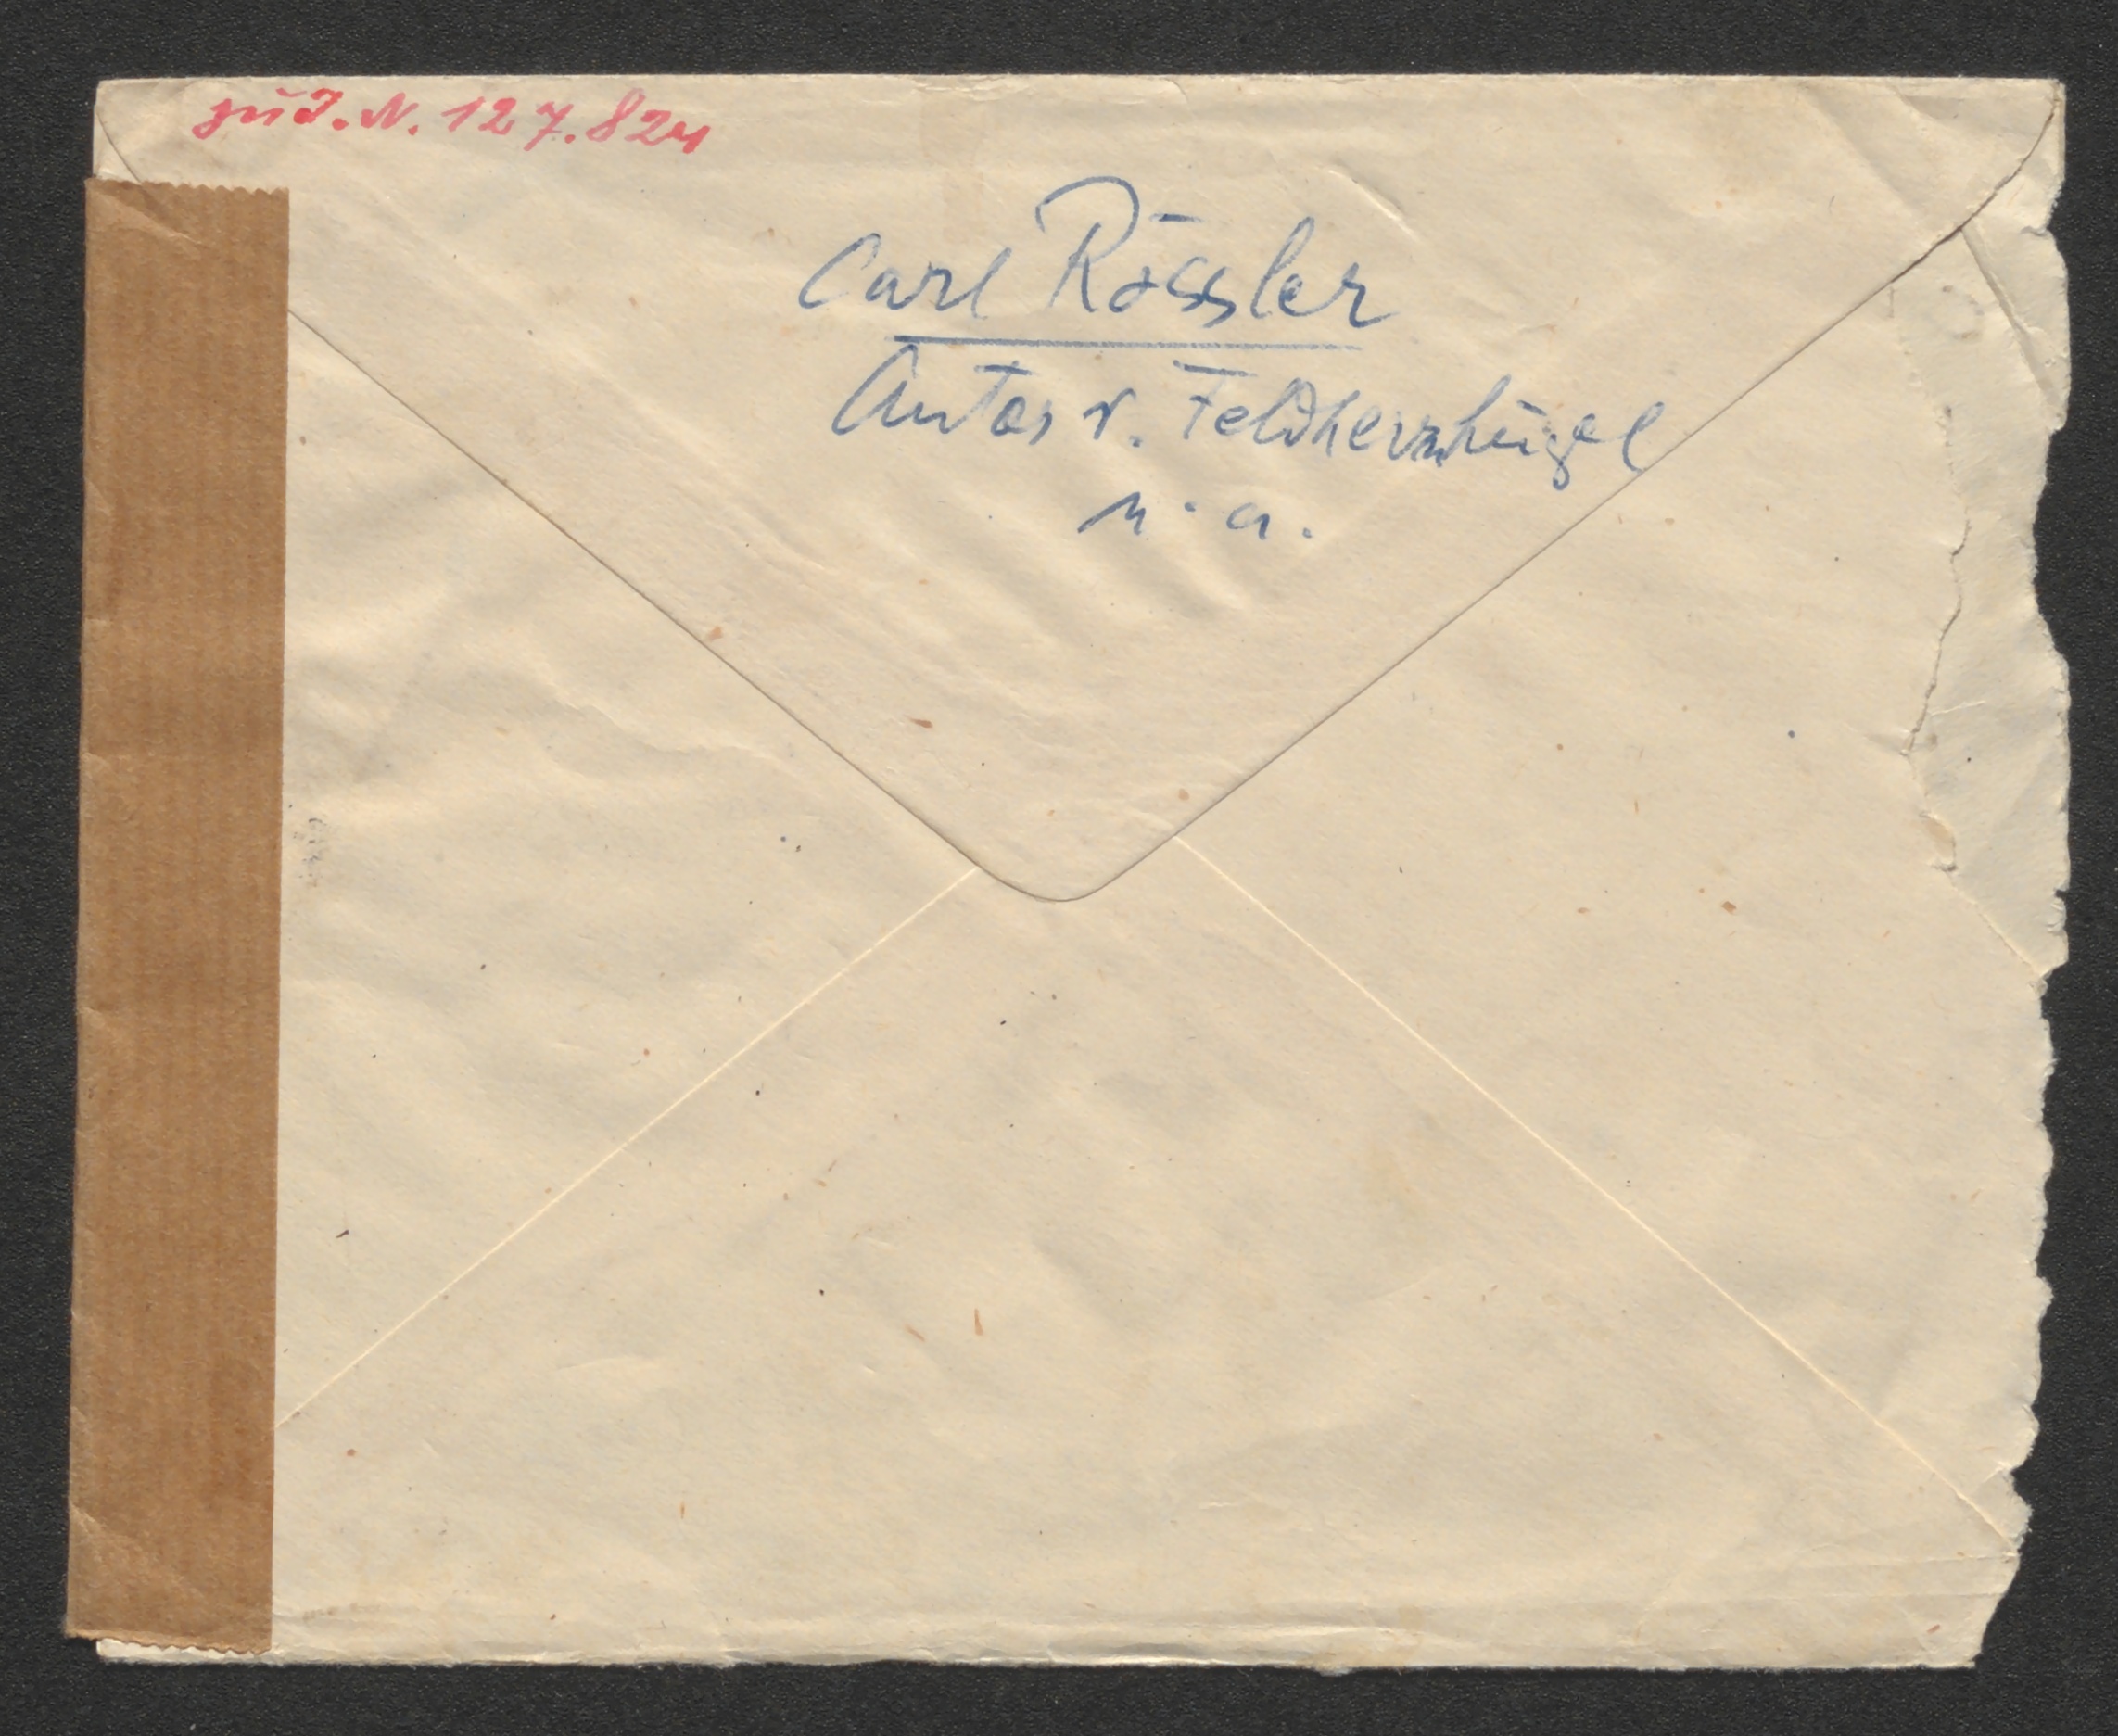 zu J. N. 127.824
Carl Rössler
Autor v. Feldherrnhügel
u. a.